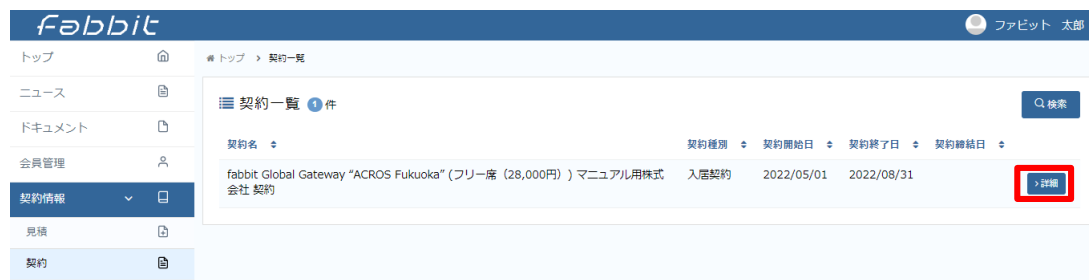 fabbit
ファビット 太郎
トップ
トップ > 契約一覧
ニュース
契約一覧 1 件
検索
ドキュメント
契約名 契約種別 契約開始日 契約終了日 契約締結日
会員管理
fabbit Global Gateway "ACROS Fukuoka" (フリー席（28,000円）) マニュアル用株式
会社 契約
入居契約 2022/05/01 2022/08/31
>詳細
契約情報
見積
契約